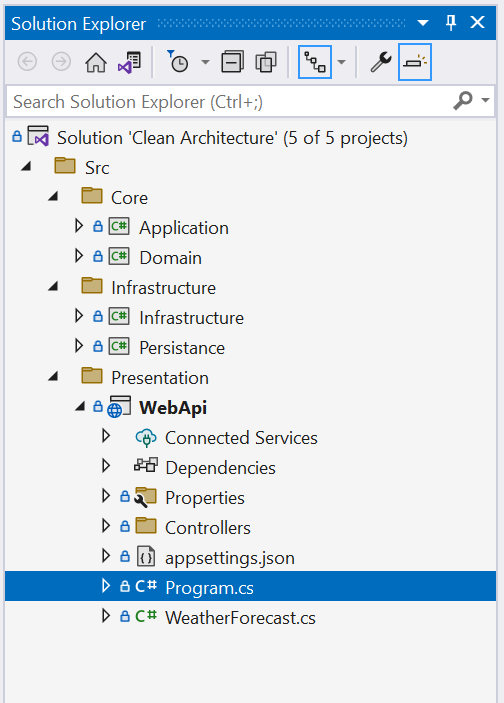 Solution Explorer
Search Solution Explorer (Ctrl+;)
Solution 'Clean Architecture' (5 of 5 projects)
Src
Core
C# Application
C# Domain
Infrastructure
C# Infrastructure
C# Persistance
Presentation
WebApi
Connected Services
Dependencies
Properties
Controllers
appsettings.json
C# Program.cs
C# WeatherForecast.cs